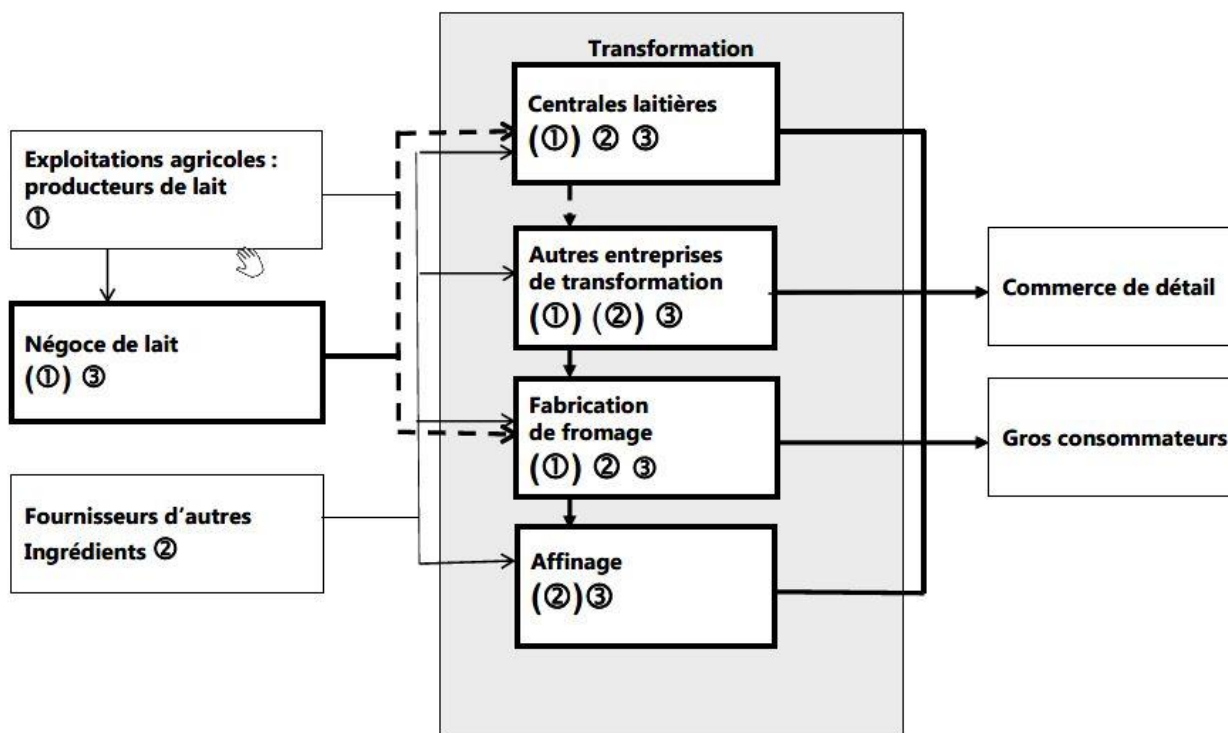 Transformation
Centrales laitières
(①) ② ③
Exploitations agricoles :
producteurs de lait
①
Autres entreprises
de transformation
(①) (②) ③
Commerce de détail
Négoce de lait
(①) ③
Fabrication
de fromage
(①) ② ③
Gros consommateurs
Fournisseurs d'autres
Ingrédients ②
Affinage
(②)③